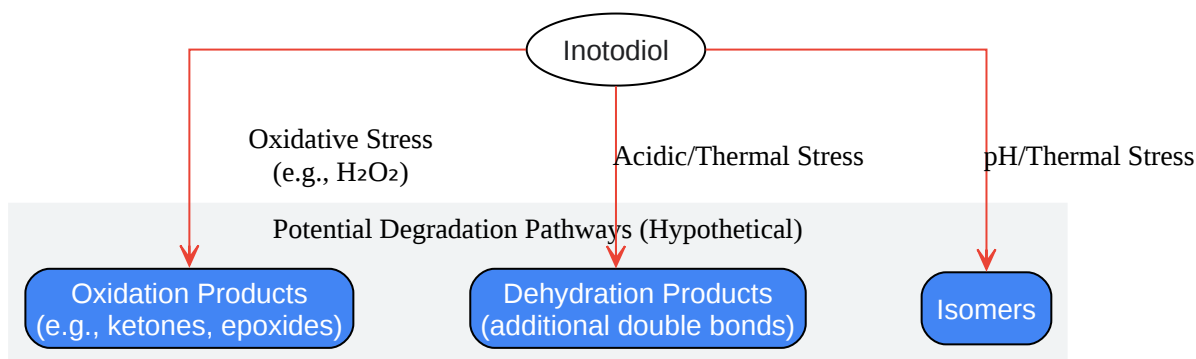 Inotodiol
Oxidative Stress
(e.g., H₂O₂)
Acidic/Thermal Stress
pH/Thermal Stress
Potential Degradation Pathways (Hypothetical)
Oxidation Products
(e.g., ketones, epoxides)
Dehydration Products
(additional double bonds)
Isomers